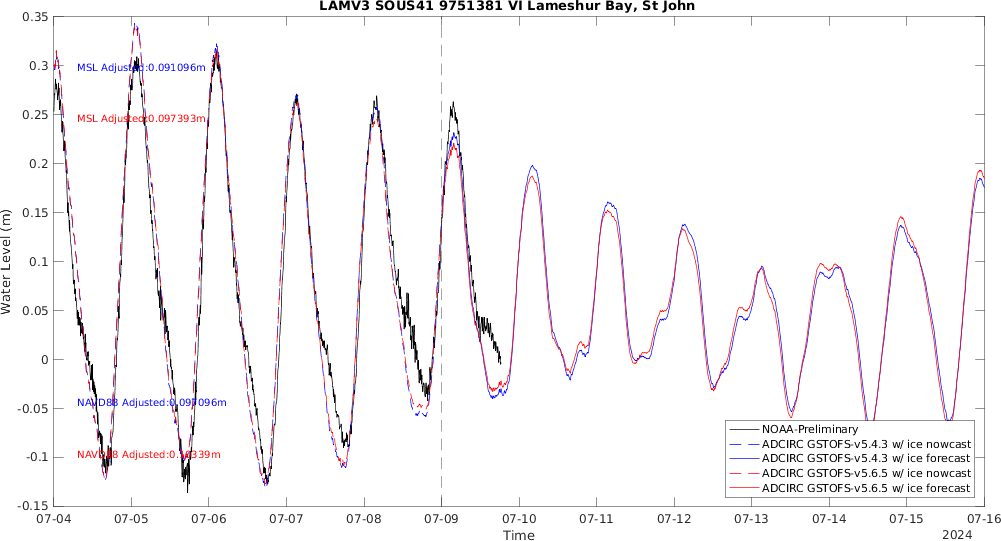 LAMV3 SOUS41 9751381 VI Lameshur Bay, St John
Water Level (m)
0.35
0.3
0.25
0.2
0.15
0.1
0.05
0
-0.05
-0.1
-0.15
MSL Adjusted:0.091096m
MSL Adjusted:0.097393m
NAVD88 Adjusted:0.097096m
NAVD88 Adjusted:
NOAA-Preliminary
ADCIRC GSTOFS-v5.4.3 w/ ice nowcast
ADCIRC GSTOFS-v5.4.3 w/ ice forecast
ADCIRC GSTOFS-v5.6.5 w/ ice nowcast
ADCIRC GSTOFS-v5.6.5 w/ ice forecast
07-04 07-05 07-06 07-07 07-08 07-09 07-10 07-11 07-12 07-13 07-14 07-15 07-16
Time
2024